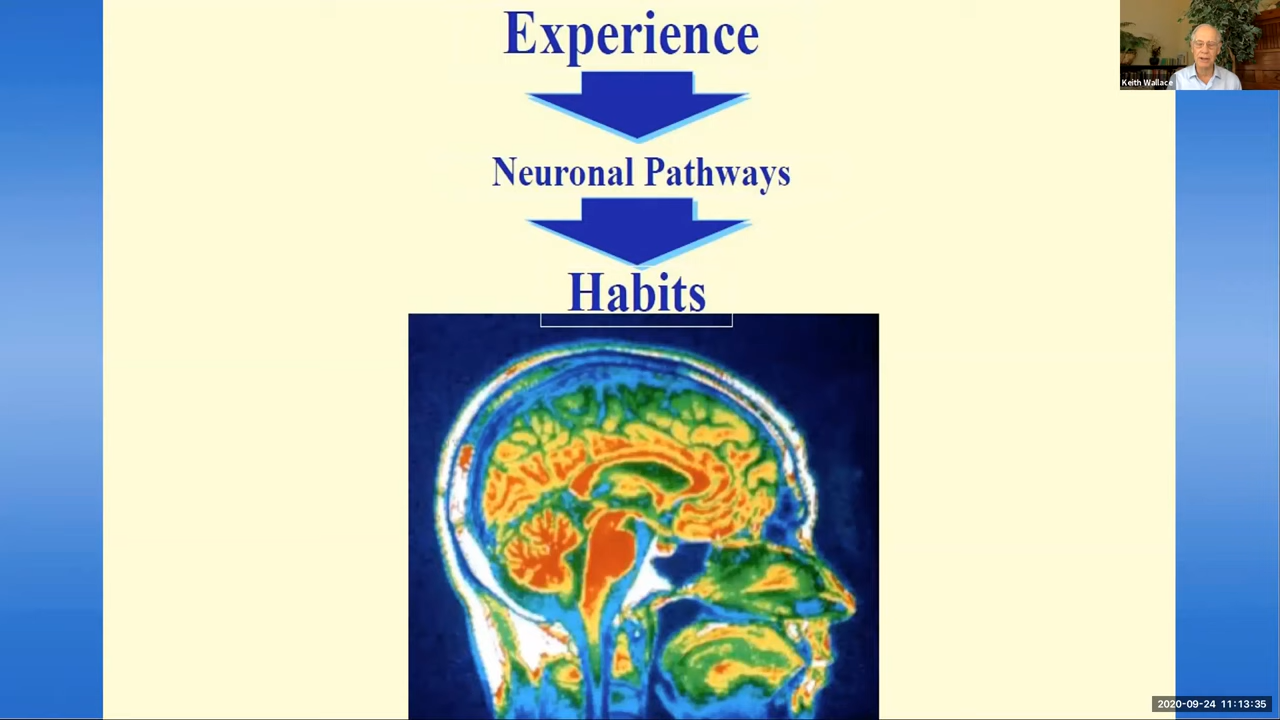 Experience
Neuronal Pathways
Habits
Keith Wallace
2020-09-24 11:13:35